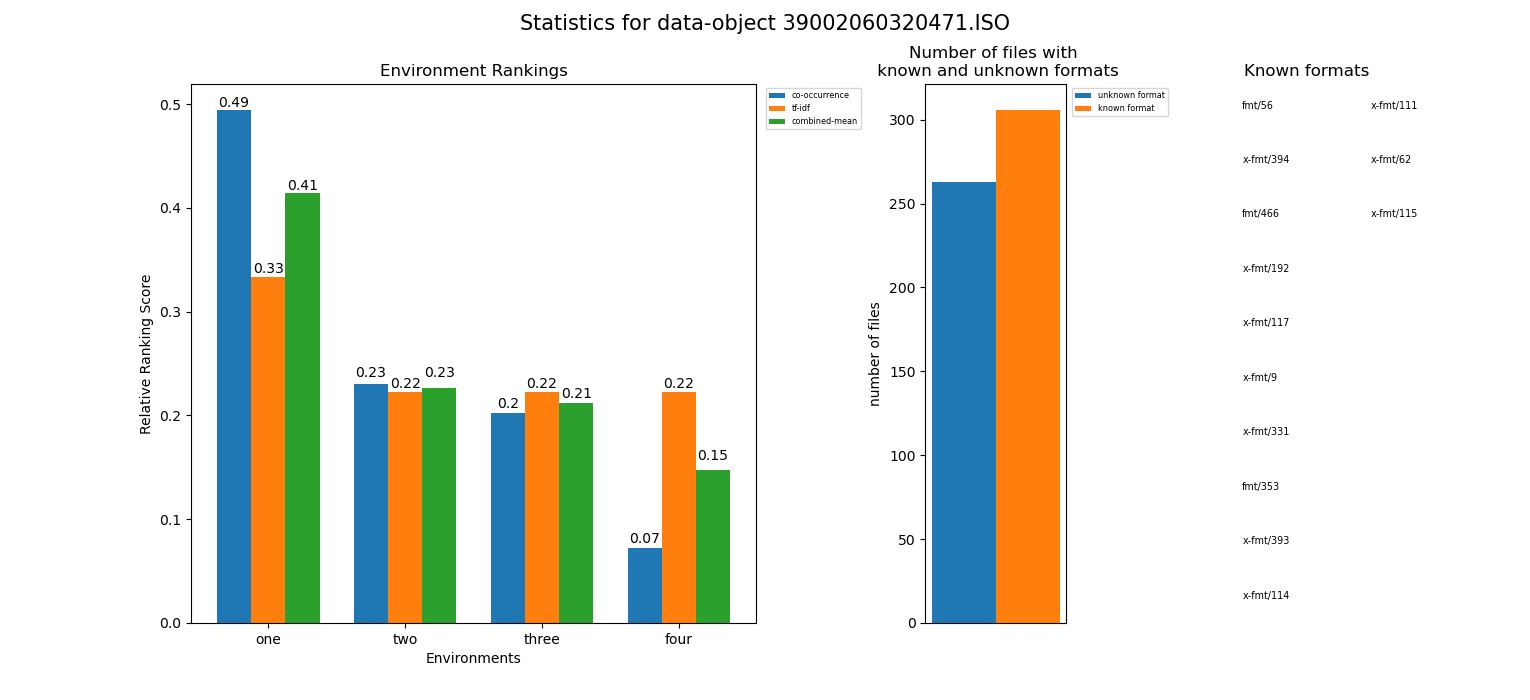 Statistics for data-object 39002060320471.ISO
Environment Rankings
0.5
0.4
0.3
0.2
0.1
0.0
Relative Ranking Score
0.49
0.33
0.41
0.23
0.22
0.23
0.2
0.22
0.21
0.07
0.22
0.15
one
two
three
four
Environments
co-occurrence
tf-idf
combined-mean
Number of files with
known and unknown formats
300
250
200
150
100
50
0
number of files
unknown format
known format
Known formats
fmt/56
x-fmt/394
fmt/466
x-fmt/192
x-fmt/117
x-fmt/9
x-fmt/331
fmt/353
x-fmt/393
x-fmt/114
x-fmt/111
x-fmt/62
x-fmt/115